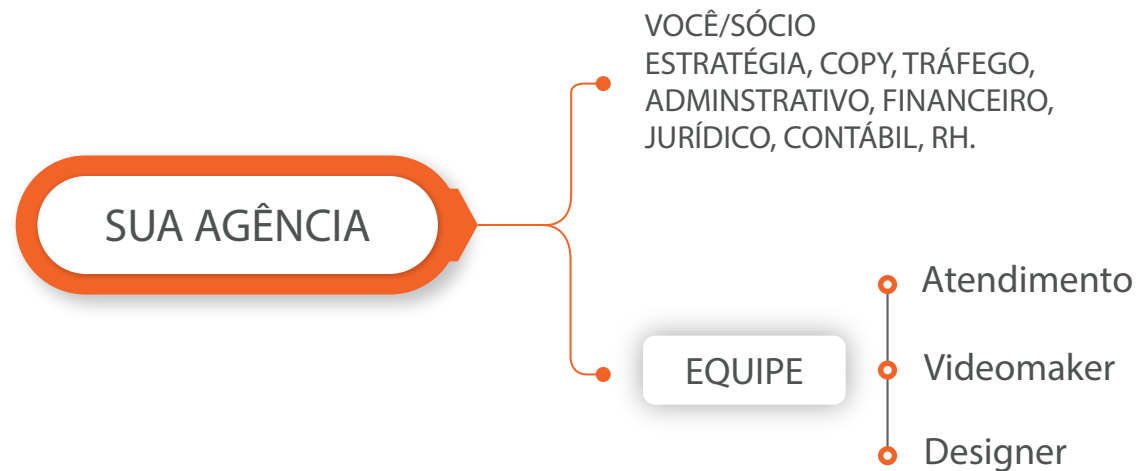 VOCÊ/SÓCIO
ESTRATÉGIA, COPY, TRÁFEGO,
ADMINSTRATIVO, FINANCEIRO,
JURÍDICO, CONTÁBIL, RH.
SUA AGÊNCIA
EQUIPE
Atendimento
Videomaker
Designer